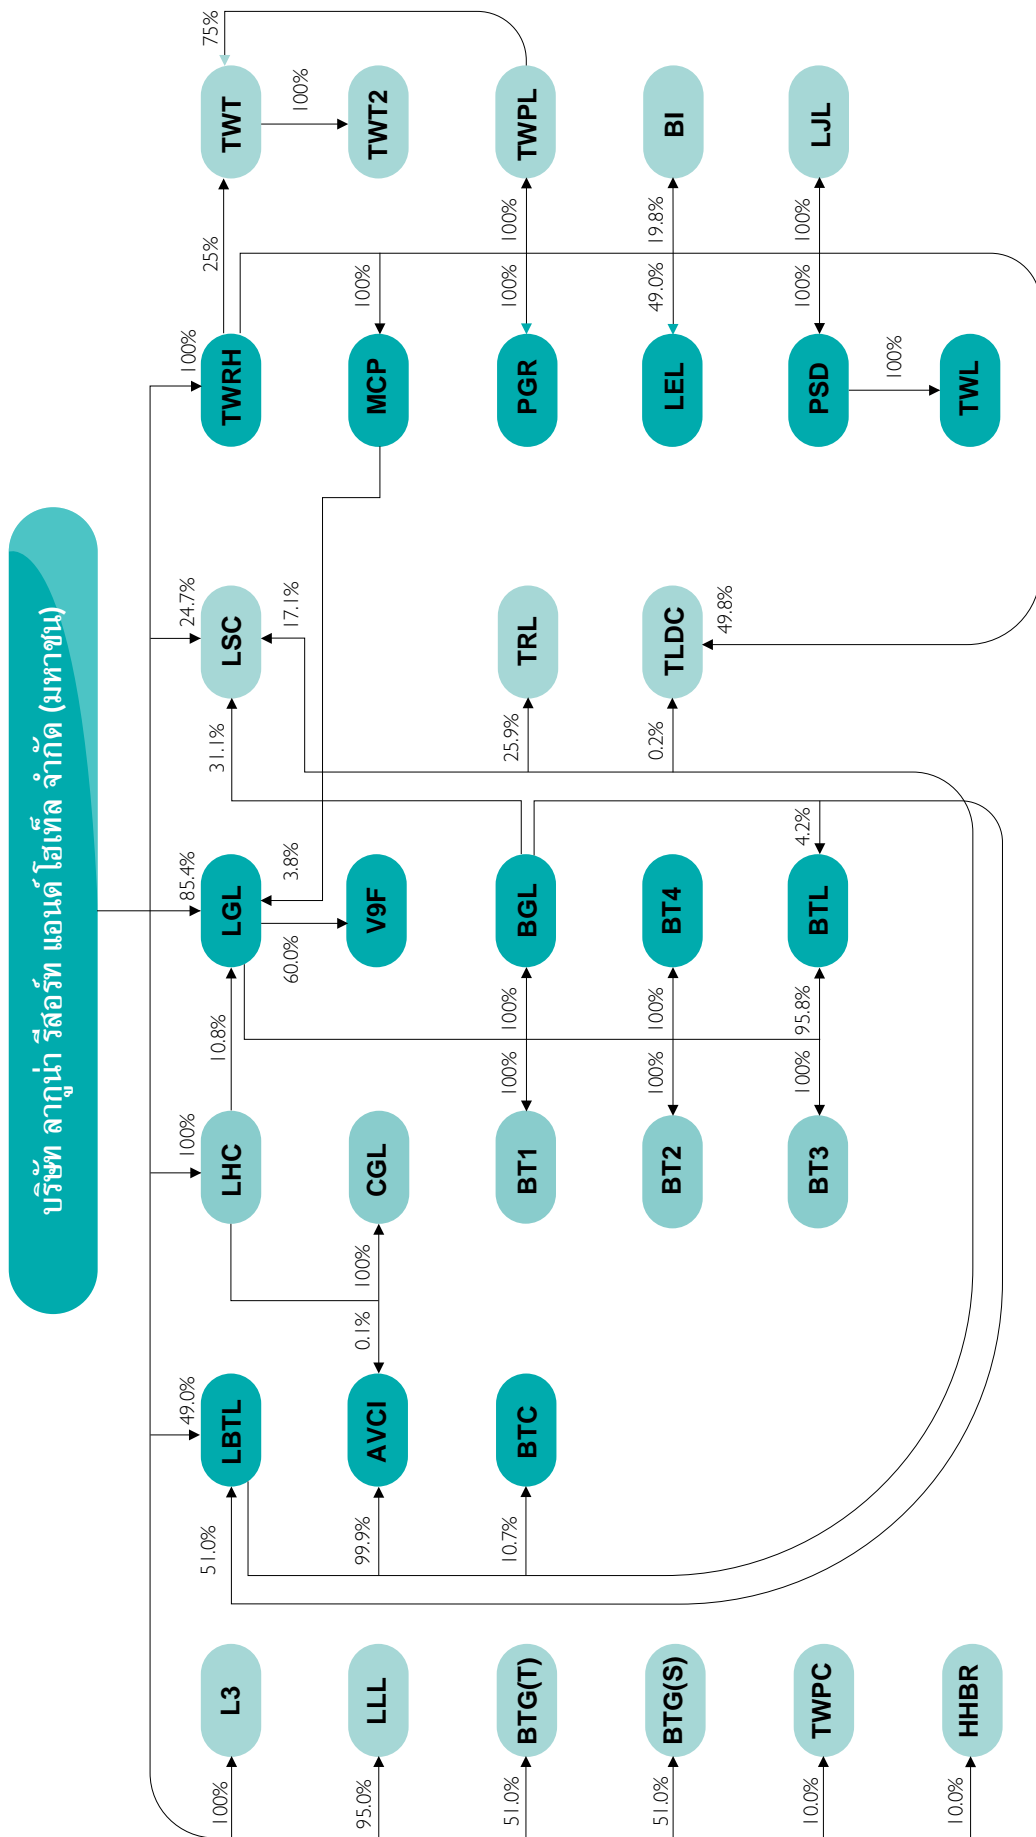 บริษัท ลากูน่า รีสอร์ท แอนด์ โฮเท็ล จำกัด (มหาชน)
49.0% 100% 85.4% 24.7% 100% 75%
100% 51.0% 10.8% 31.1% 25%
L3 LBTL LHC LGL LSC TWRH TWT
60.0% 3.8% 17.1% 100%
95.0% 99.9% 0.1% 100% 100%
LLL AVCI CGL V9F MCP TWT2
51.0% 10.7% 100% 100% 25.9% 100% 100%
BTG(T) BTC BT1 BGL TRL PGR TWPL
51.0% 100% 100% 0.2% 49.0% 19.8%
BTG(S) BT2 BT4 TLDC LEL BI
49.8%
10.0% 100% 95.8% 4.2% 100% 100%
TWPC BT3 BTL PSD LJL
100%
10.0%
HHBR TWL